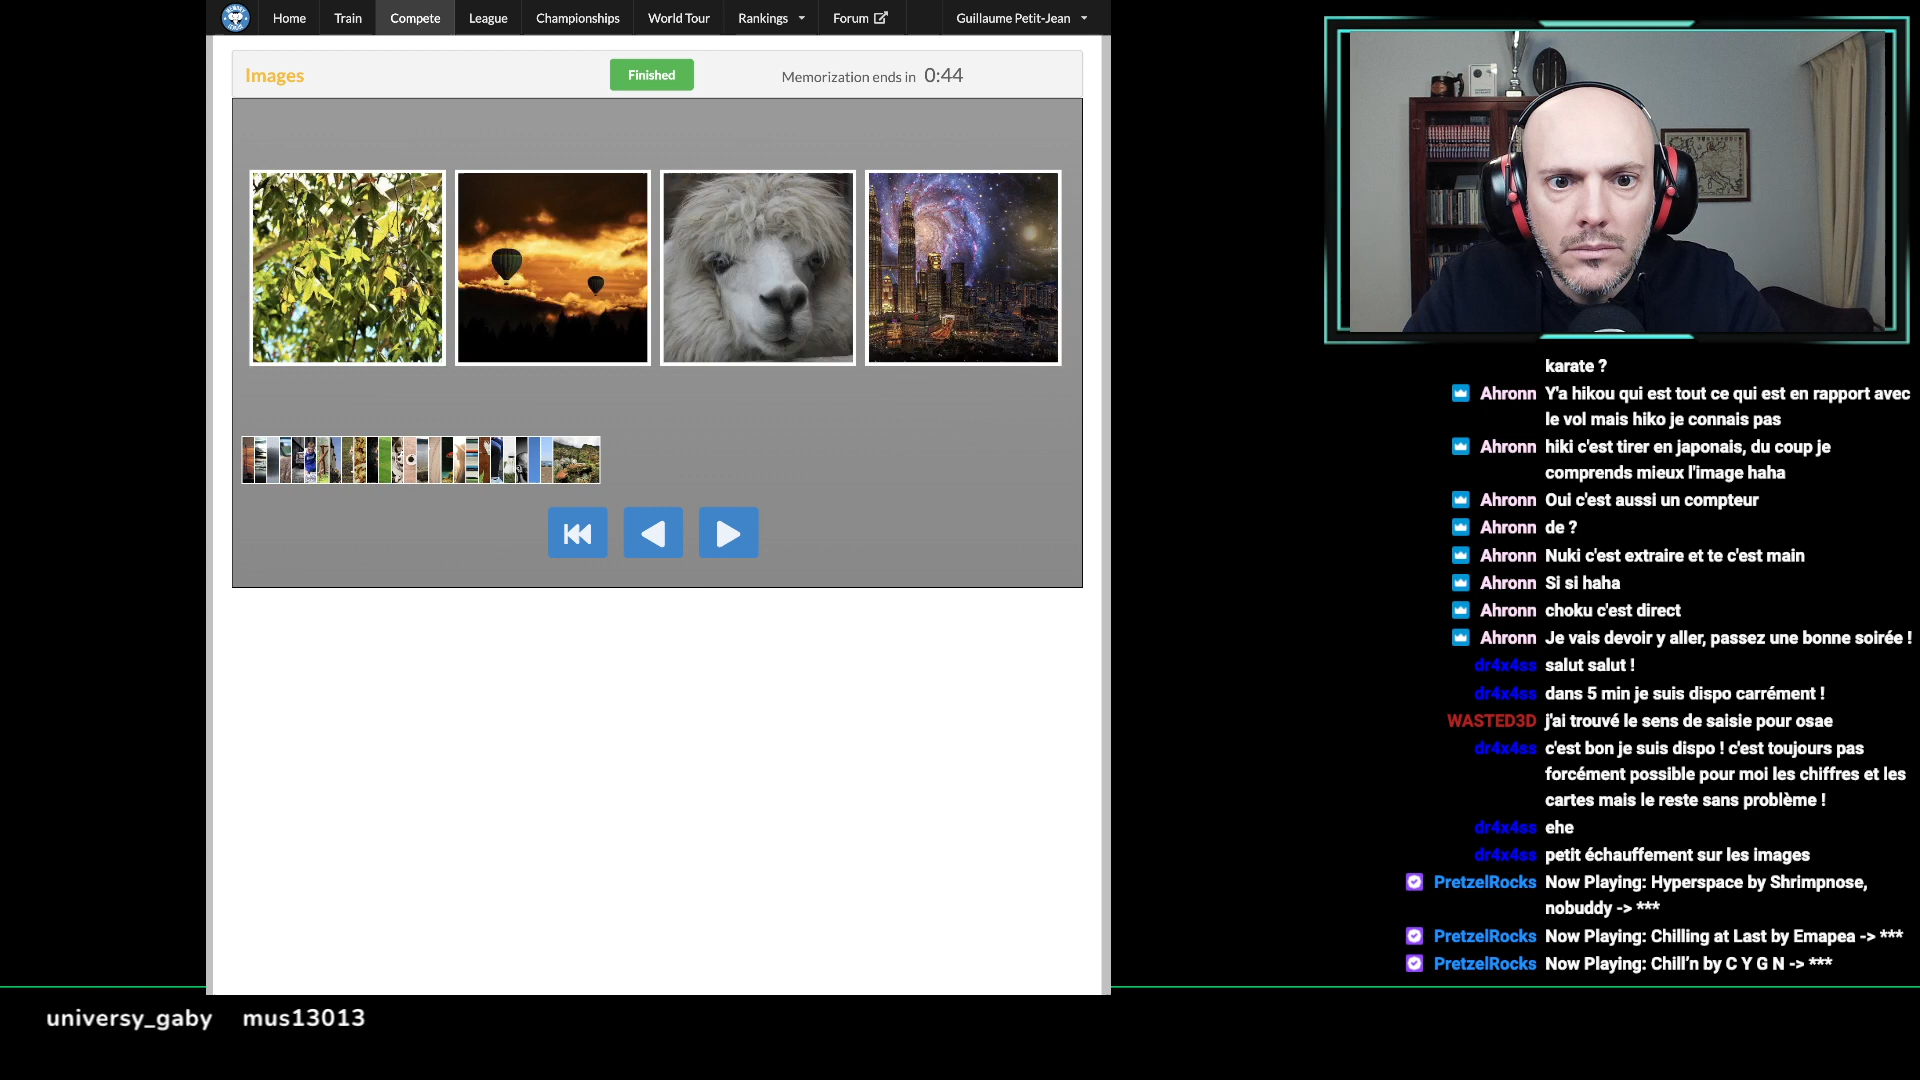 Home Train Compete League Championships World Tour Rankings Forum Guillaume Petit-Jean
Images Finished Memorization ends in 0:44
karate ?
Ahronn Y'a hikou qui est tout ce qui est en rapport avec
le vol mais hiko je connais pas
Ahronn hiki c'est tirer en japonais, du coup je
comprends mieux l'image haha
Ahronn Oui c'est aussi un compteur
Ahronn de ?
Ahronn Nuki c'est extraire et te c'est main
Ahronn Si si haha
Ahronn choku c'est direct
Ahronn Je vais devoir y aller, passez une bonne soirée !
dr4x4ss salut salut !
dr4x4ss dans 5 min je suis dispo carrément !
WASTED3D j'ai trouvé le sens de saisie pour osae
dr4x4ss c'est bon je suis dispo ! c'est toujours pas
forcément possible pour moi les chiffres et les
cartes mais le reste sans problème !
dr4x4ss ehe
dr4x4ss petit échauffement sur les images
PretzelRocks Now Playing: Hyperspace by Shrimpnose,
nobuddy -> ***
PretzelRocks Now Playing: Chilling at Last by Emapea -> ***
PretzelRocks Now Playing: Chill'n by C Y G N -> ***
universy_gaby mus13013